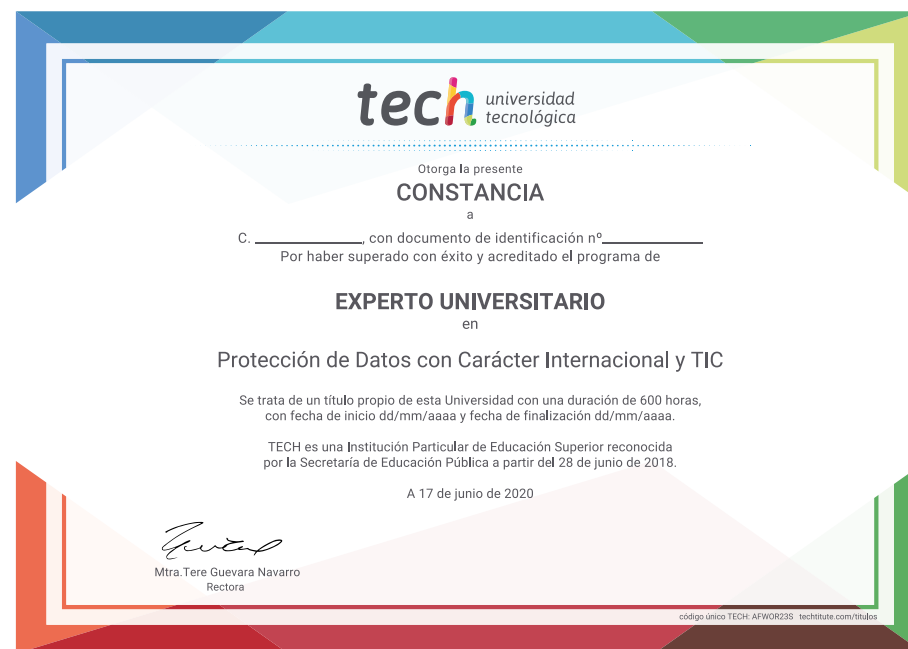 tech universidad
tecnológica
Otorga la presente
CONSTANCIA
a
C. ____________, con documento de identificación nº____________
Por haber superado con éxito y acreditado el programa de
EXPERTO UNIVERSITARIO
en
Protección de Datos con Carácter Internacional y TIC
Se trata de un título propio de esta Universidad con una duración de 600 horas,
con fecha de inicio dd/mm/aaaa y fecha de finalización dd/mm/aaaa.
TECH es una Institución Particular de Educación Superior reconocida
por la Secretaría de Educación Pública a partir del 28 de junio de 2018.
A 17 de junio de 2020
Mtra.Tere Guevara Navarro
Rectora
código único TECH: AFWOR23S techtitute.com/titulos